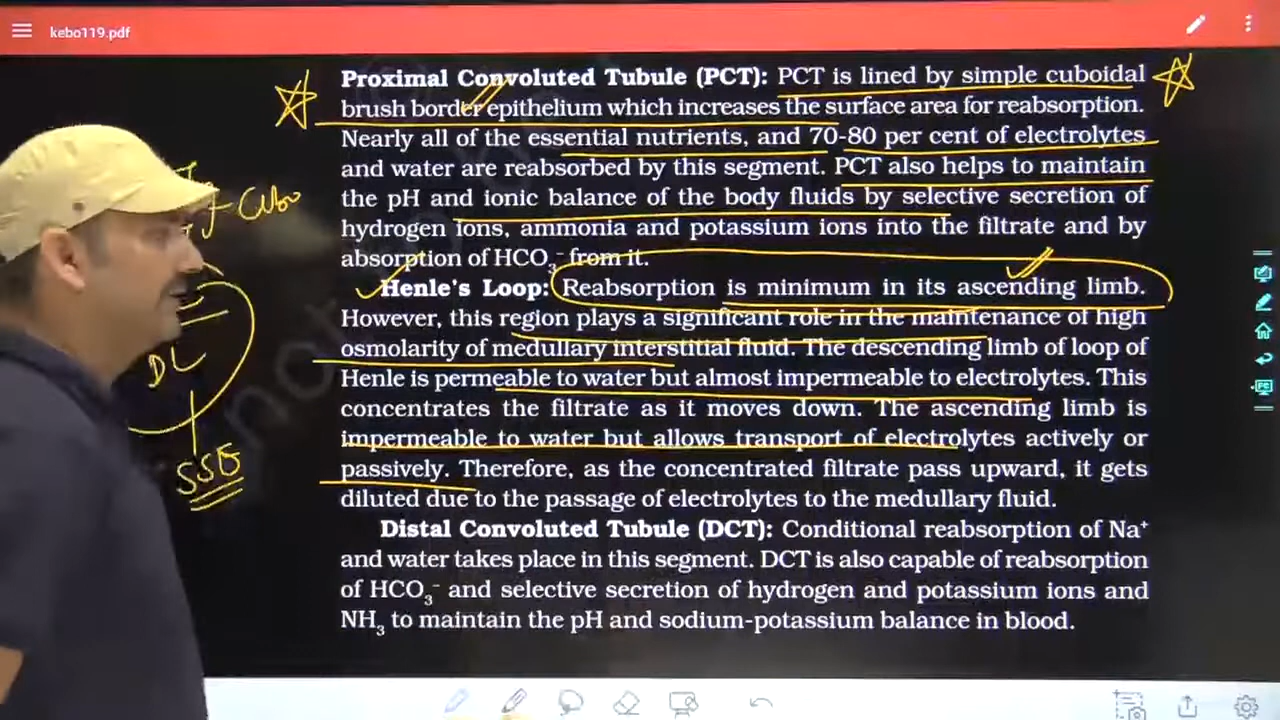 kebo119.pdf
Proximal Convoluted Tubule (PCT): PCT is lined by simple cuboidal
brush border epithelium which increases the surface area for reabsorption.
Nearly all of the essential nutrients, and 70-80 per cent of electrolytes
and water are reabsorbed by this segment. PCT also helps to maintain
the pH and ionic balance of the body fluids by selective secretion of
hydrogen ions, ammonia and potassium ions into the filtrate and by
absorption of HCO₃⁻ from it.
Henle's Loop: Reabsorption is minimum in its ascending limb.
However, this region plays a significant role in the maintenance of high
osmolarity of medullary interstitial fluid. The descending limb of loop of
Henle is permeable to water but almost impermeable to electrolytes. This
concentrates the filtrate as it moves down. The ascending limb is
impermeable to water but allows transport of electrolytes actively or
passively. Therefore, as the concentrated filtrate pass upward, it gets
diluted due to the passage of electrolytes to the medullary fluid.
Distal Convoluted Tubule (DCT): Conditional reabsorption of Na⁺
and water takes place in this segment. DCT is also capable of reabsorption
of HCO₃⁻ and selective secretion of hydrogen and potassium ions and
NH₃ to maintain the pH and sodium-potassium balance in blood.
Cubo
DL
SSE